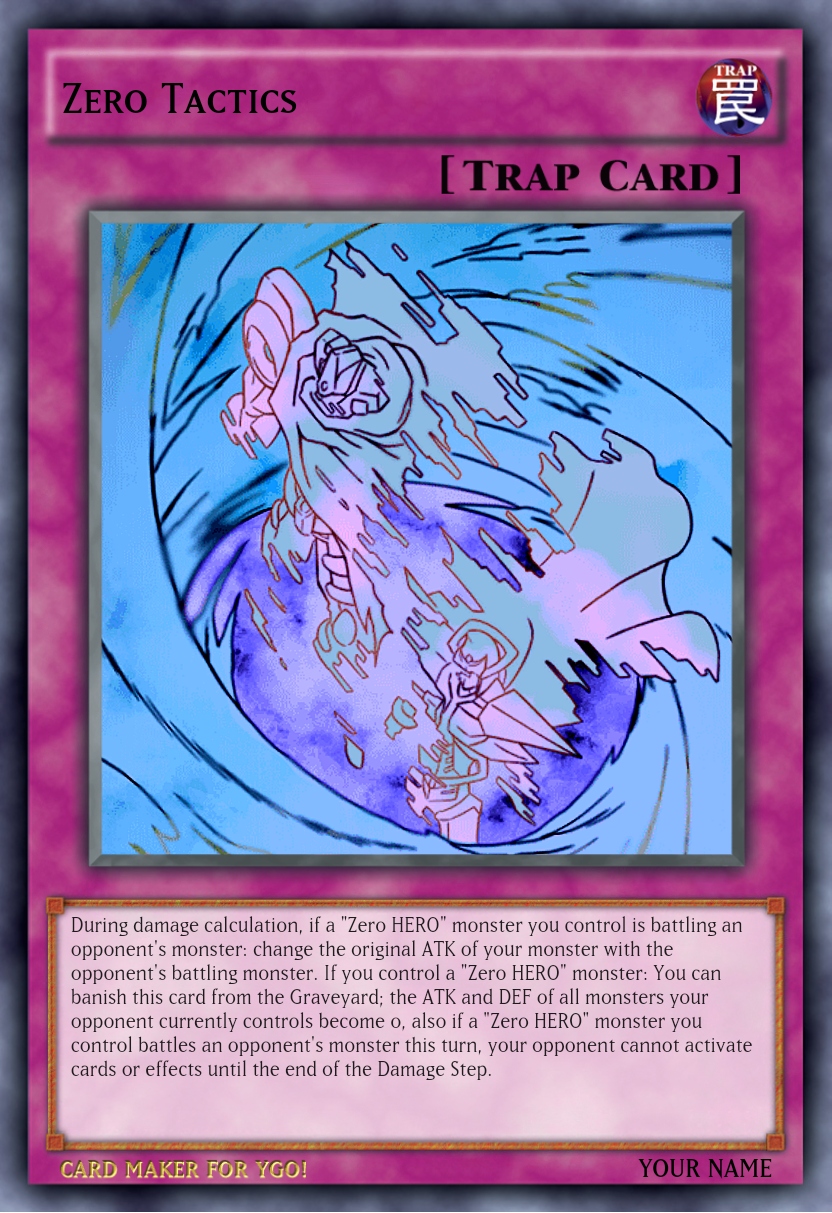 Zero Tactics
TRAP
罠
[Trap Card]
During damage calculation, if a "Zero HERO" monster you control is battling an
opponent's monster: change the original ATK of your monster with the
opponent's battling monster. If you control a "Zero HERO" monster: You can
banish this card from the Graveyard; the ATK and DEF of all monsters your
opponent currently controls become 0, also if a "Zero HERO" monster you
control battles an opponent's monster this turn, your opponent cannot activate
cards or effects until the end of the Damage Step.
CARD MAKER FOR YGO!
YOUR NAME